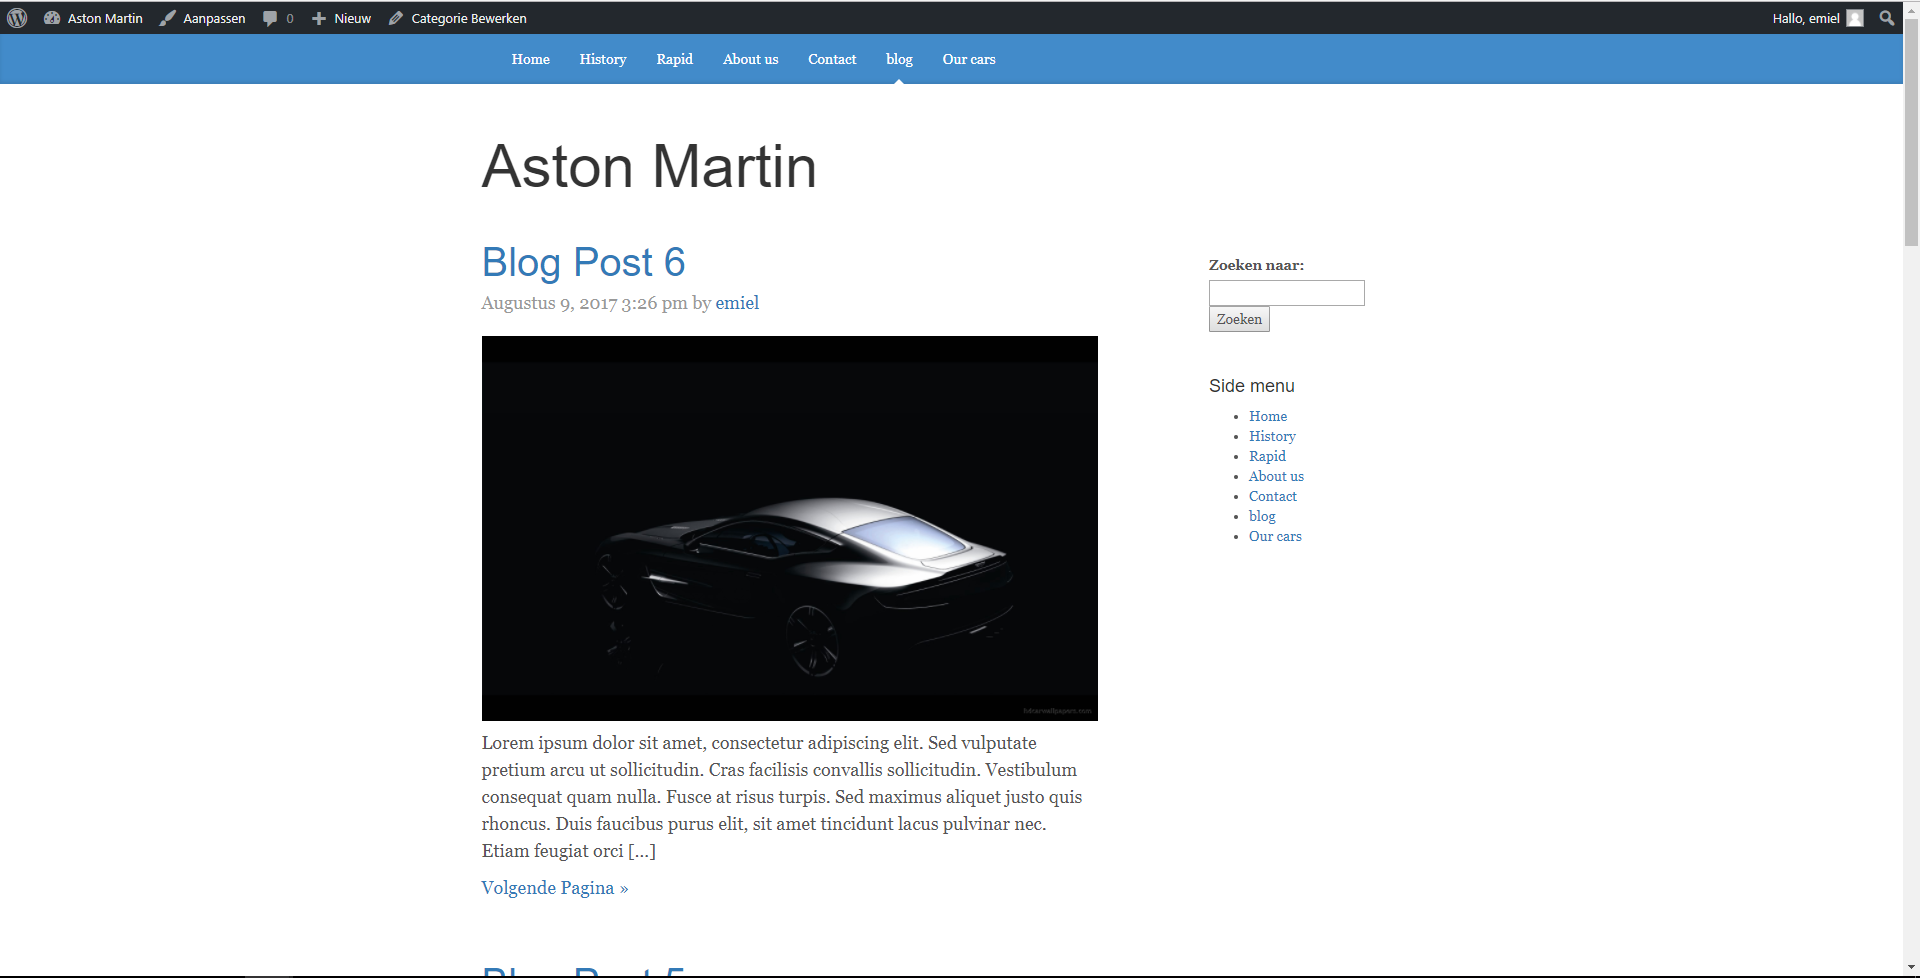 Aston Martin Aanpassen 0 Nieuw Categorie Bewerken Hallo, emiel
Home History Rapid About us Contact blog Our cars
Aston Martin
Blog Post 6
Augustus 9, 2017 3:26 pm by emiel
Lorem ipsum dolor sit amet, consectetur adipiscing elit. Sed vulputate
pretium arcu ut sollicitudin. Cras facilisis convallis sollicitudin. Vestibulum
consequat quam nulla. Fusce at risus turpis. Sed maximus aliquet justo quis
rhoncus. Duis faucibus purus elit, sit amet tincidunt lacus pulvinar nec.
Etiam feugiat orci [...]
Volgende Pagina »
Blog Post 5
Zoeken naar:
Zoeken
Side menu
Home
History
Rapid
About us
Contact
blog
Our cars